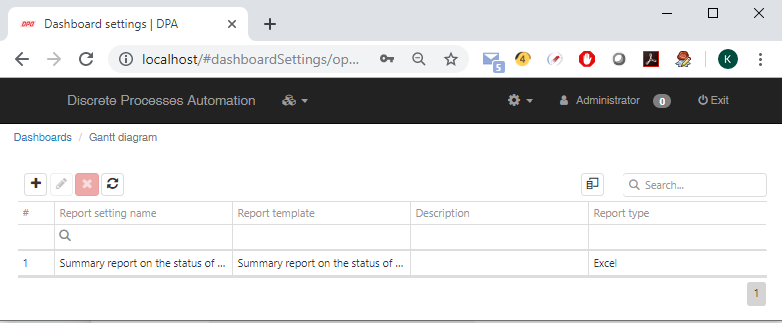 DPA Dashboard settings | DPA
localhost/#dashboardSettings/op...
5
4
K
Discrete Processes Automation
Administrator 0 Exit
Dashboards / Gantt diagram
Search...
# Report setting name Report template Description Report type
1 Summary report on the status of ... Summary report on the status of ... Excel
1